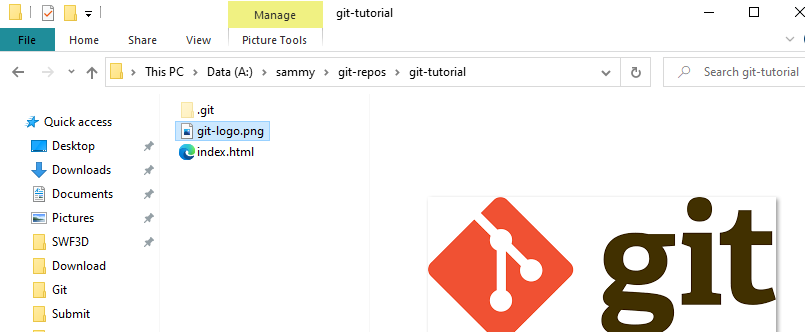 Manage git-tutorial
File Home Share View Picture Tools
This PC Data (A:) sammy git-repos git-tutorial Search git-tutorial
.git
git-logo.png
index.html
Quick access
Desktop
Downloads
Documents
Pictures
SWF3D
Download
Git
Submit
git